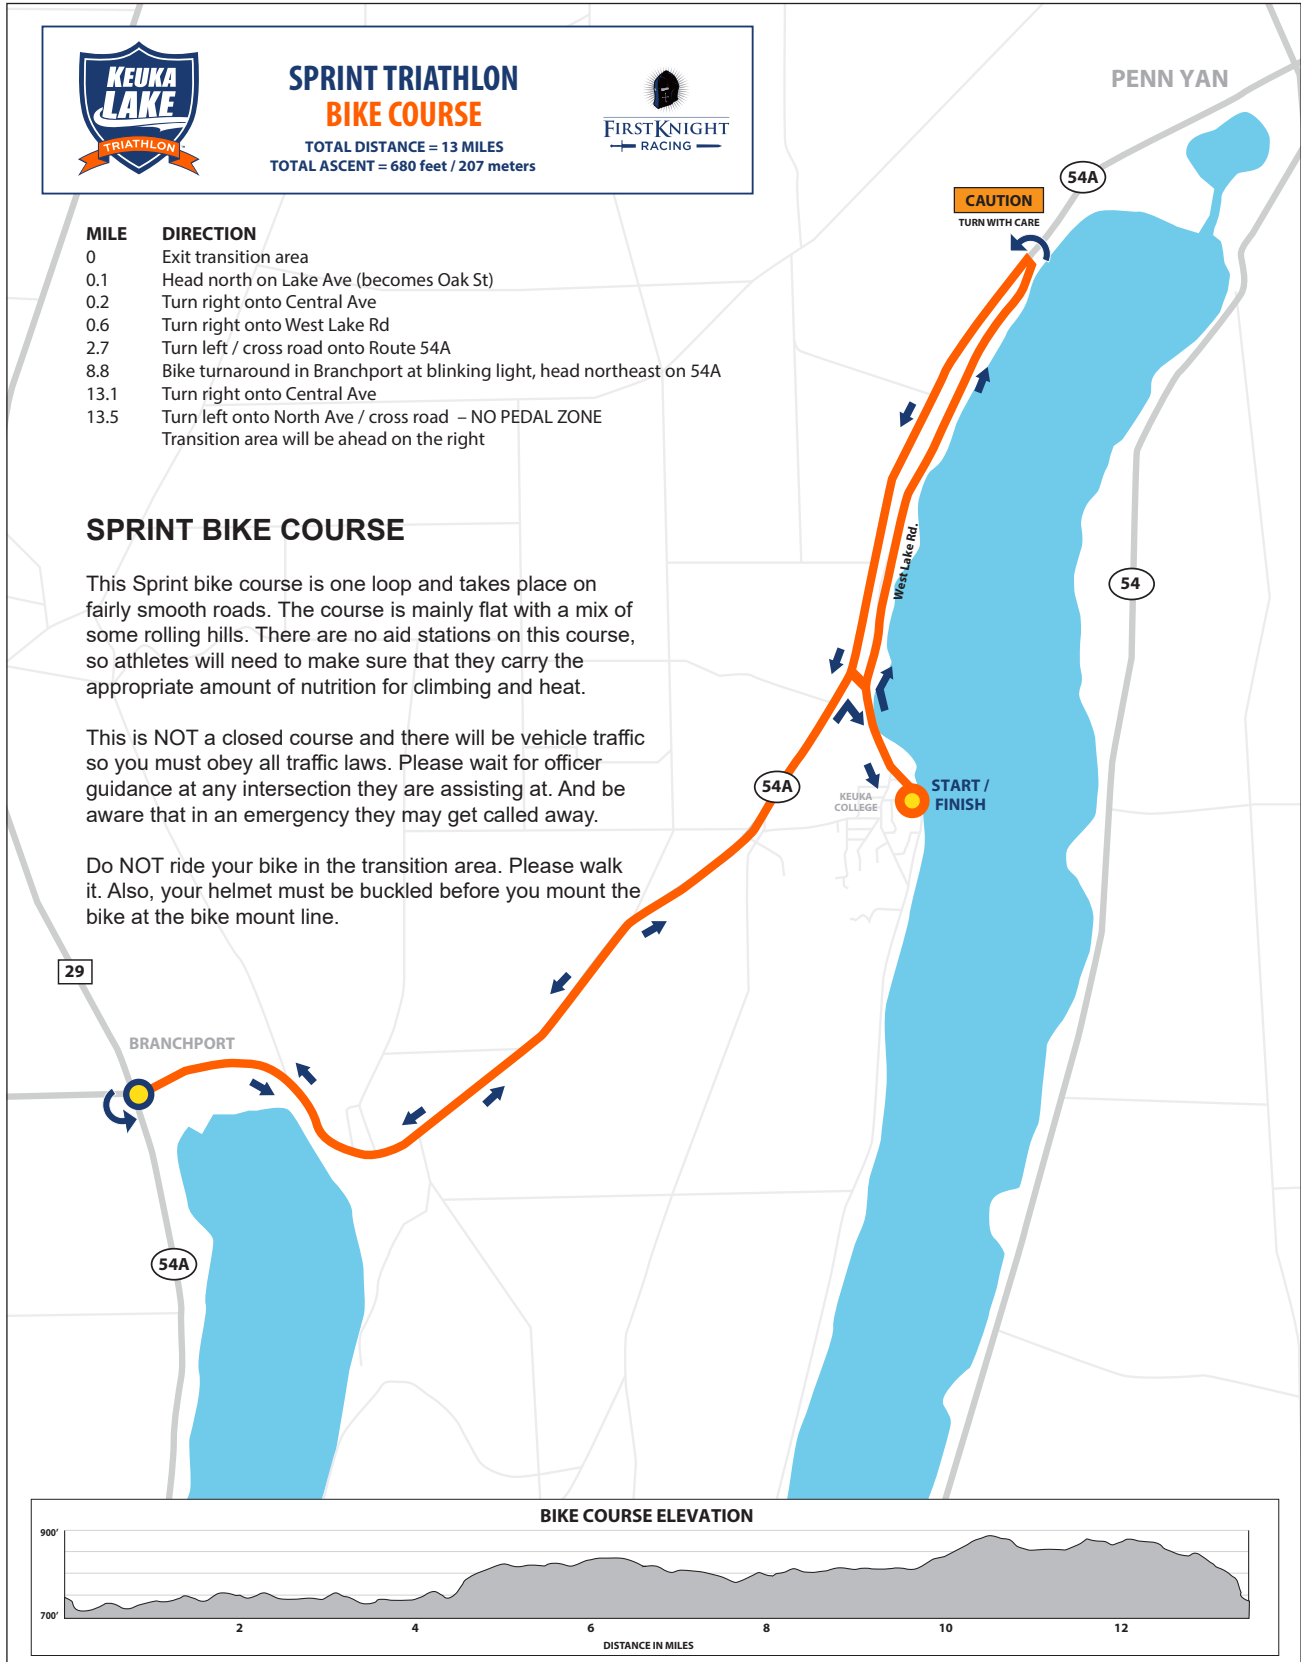 KEUKA
LAKE
TRIATHLON
SPRINT TRIATHLON
BIKE COURSE
TOTAL DISTANCE = 13 MILES
TOTAL ASCENT = 680 feet / 207 meters
FIRSTKNIGHT
RACING
PENN YAN
54A
CAUTION
TURN WITH CARE
MILE DIRECTION
0 Exit transition area
0.1 Head north on Lake Ave (becomes Oak St)
0.2 Turn right onto Central Ave
0.6 Turn right onto West Lake Rd
2.7 Turn left / cross road onto Route 54A
8.8 Bike turnaround in Branchport at blinking light, head northeast on 54A
13.1 Turn right onto Central Ave
13.5 Turn left onto North Ave / cross road – NO PEDAL ZONE
Transition area will be ahead on the right
SPRINT BIKE COURSE
This Sprint bike course is one loop and takes place on
fairly smooth roads. The course is mainly flat with a mix of
some rolling hills. There are no aid stations on this course,
so athletes will need to make sure that they carry the
appropriate amount of nutrition for climbing and heat.
This is NOT a closed course and there will be vehicle traffic
so you must obey all traffic laws. Please wait for officer
guidance at any intersection they are assisting at. And be
aware that in an emergency they may get called away.
Do NOT ride your bike in the transition area. Please walk
it. Also, your helmet must be buckled before you mount the
bike at the bike mount line.
West Lake Rd.
54
54A
KEUKA
COLLEGE
START /
FINISH
29
BRANCHPORT
54A
BIKE COURSE ELEVATION
900'
700'
2 4 6 8 10 12
DISTANCE IN MILES